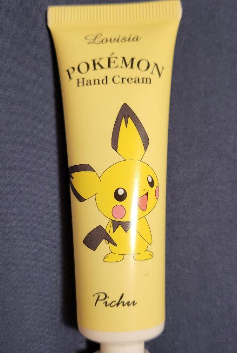 Lovisia
POKÉMON
Hand Cream
Pichu